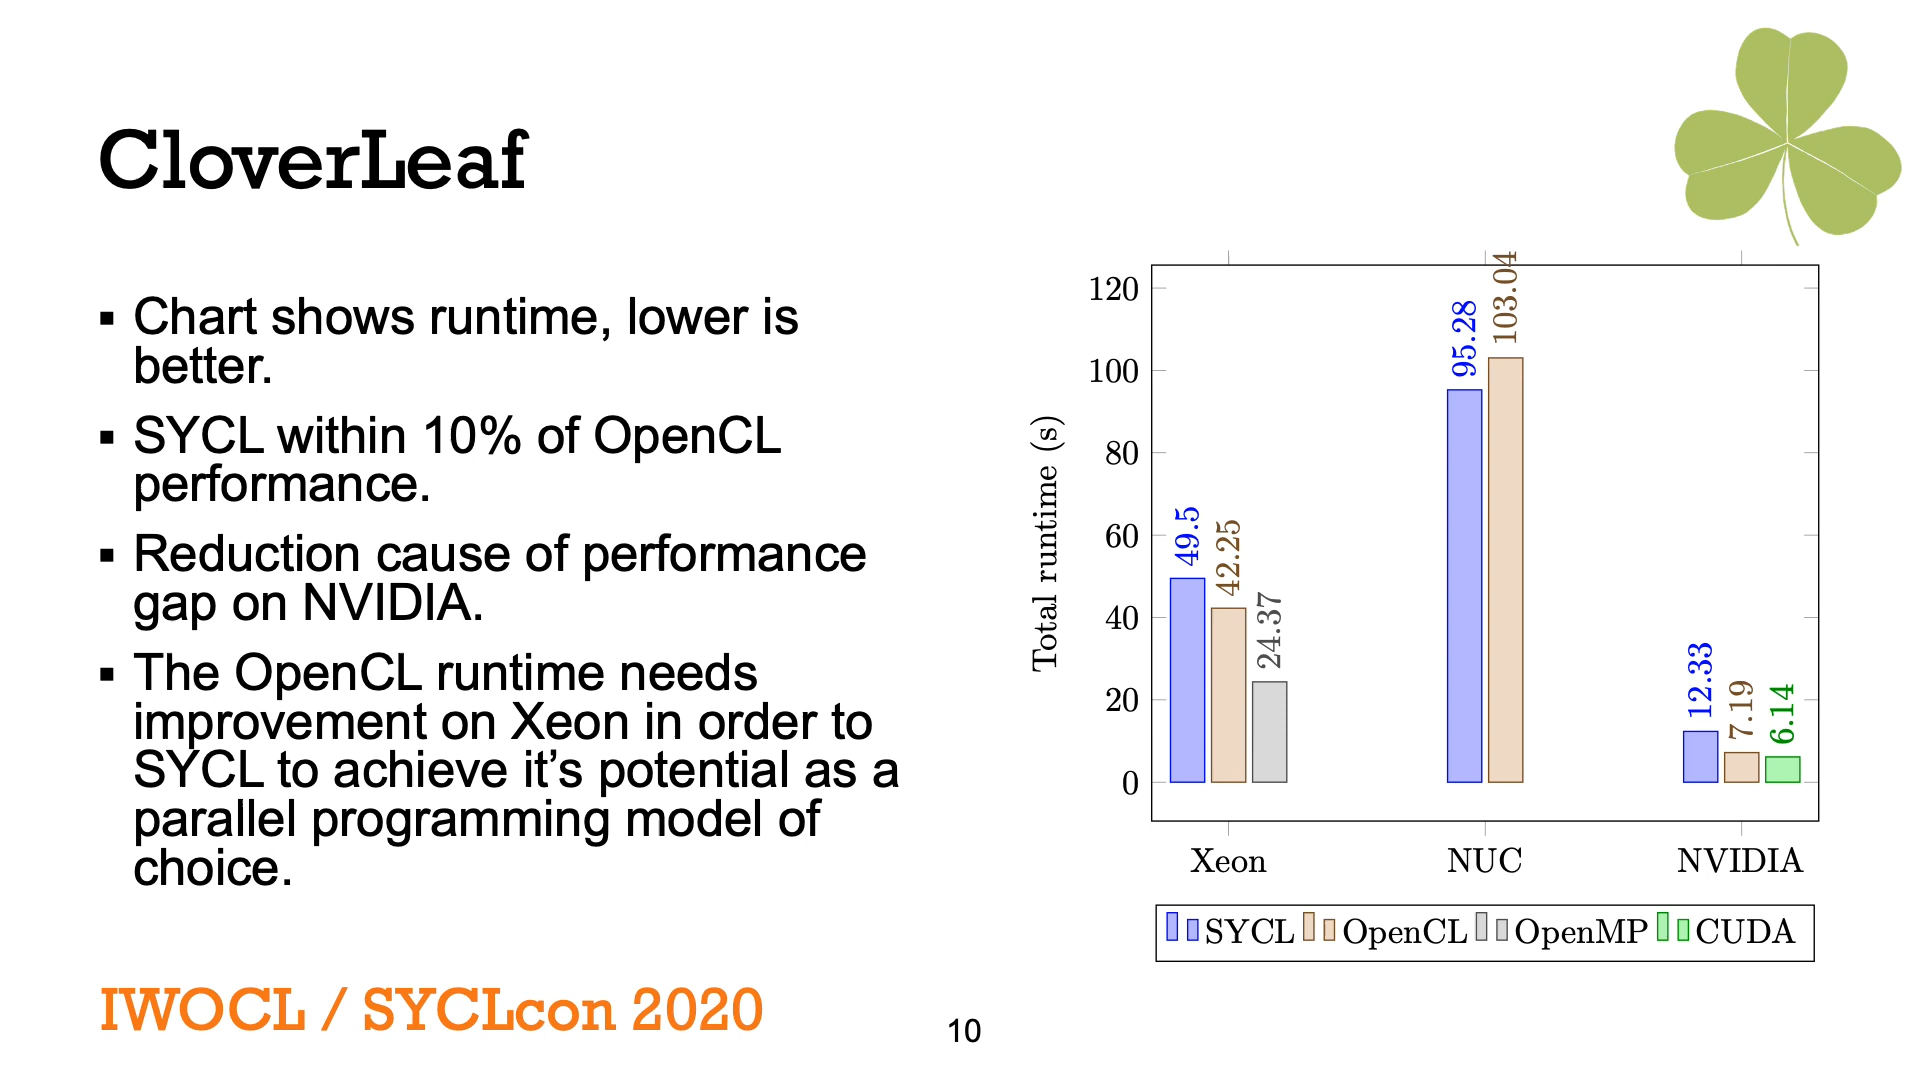 CloverLeaf
▪ Chart shows runtime, lower is
better.
▪ SYCL within 10% of OpenCL
performance.
▪ Reduction cause of performance
gap on NVIDIA.
▪ The OpenCL runtime needs
improvement on Xeon in order to
SYCL to achieve it’s potential as a
parallel programming model of
choice.
Total runtime (s)
120
100
80
60
40
20
0
49.5
42.25
24.37
95.28
103.04
12.33
7.19
6.14
Xeon NUC NVIDIA
SYCL OpenCL OpenMP CUDA
IWOCL / SYCLcon 2020
10